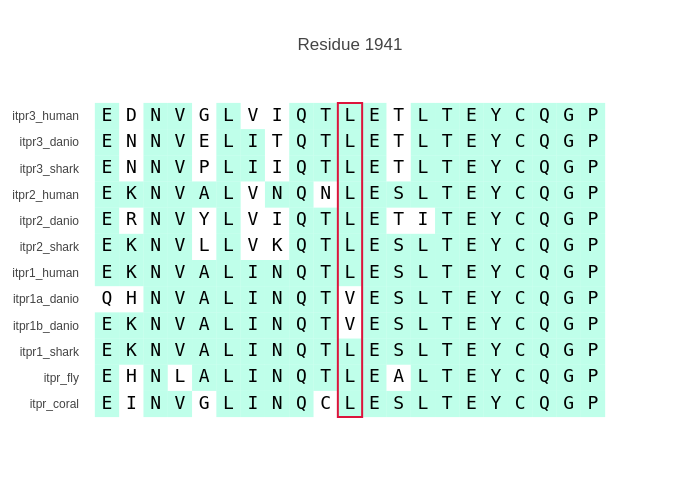 Residue 1941
itpr3_human E D N V G L V I Q T L E T L T E Y C Q G P
itpr3_danio E N N V E L I T Q T L E T L T E Y C Q G P
itpr3_shark E N N V P L I I Q T L E T L T E Y C Q G P
itpr2_human E K N V A L V N Q N L E S L T E Y C Q G P
itpr2_danio E R N V Y L V I Q T L E T I T E Y C Q G P
itpr2_shark E K N V L L V K Q T L E S L T E Y C Q G P
itpr1_human E K N V A L I N Q T L E S L T E Y C Q G P
itpr1a_danio Q H N V A L I N Q T V E S L T E Y C Q G P
itpr1b_danio E K N V A L I N Q T V E S L T E Y C Q G P
itpr1_shark E K N V A L I N Q T L E S L T E Y C Q G P
itpr_fly E H N L A L I N Q T L E A L T E Y C Q G P
itpr_coral E I N V G L I N Q C L E S L T E Y C Q G P